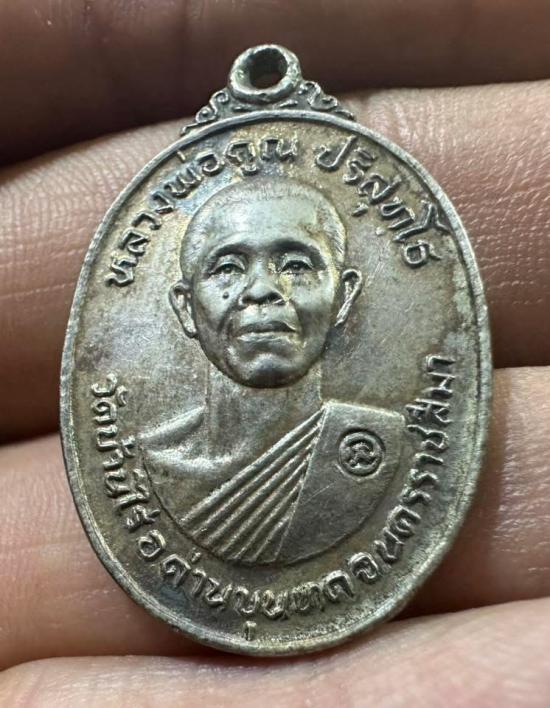 หลวงพ่อคูณ ปริสุทฺโธ
วัดบ้านไร่ อ.ด่านขุนทด จ.นครราชสีมา